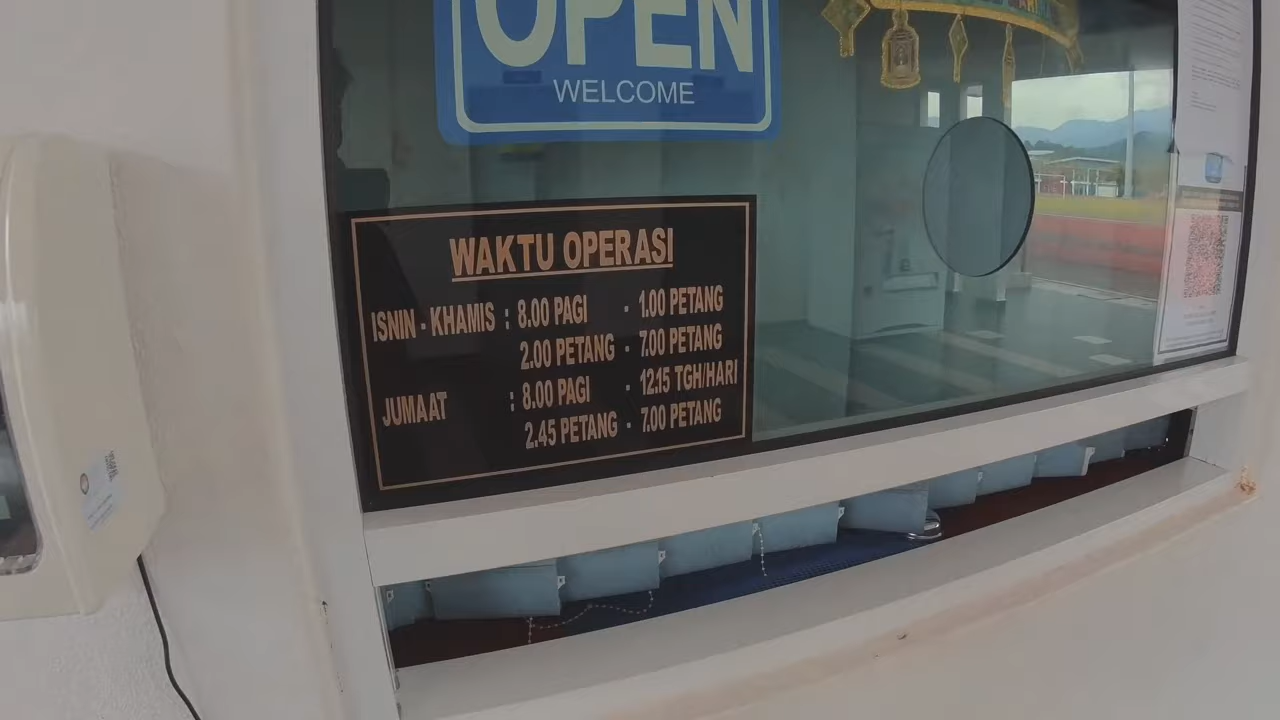 OPEN
WELCOME
WAKTU OPERASI
ISNIN - KHAMIS : 8.00 PAGI - 1.00 PETANG
2.00 PETANG - 7.00 PETANG
JUMAAT : 8.00 PAGI - 12.15 TGH/HARI
2.45 PETANG - 7.00 PETANG